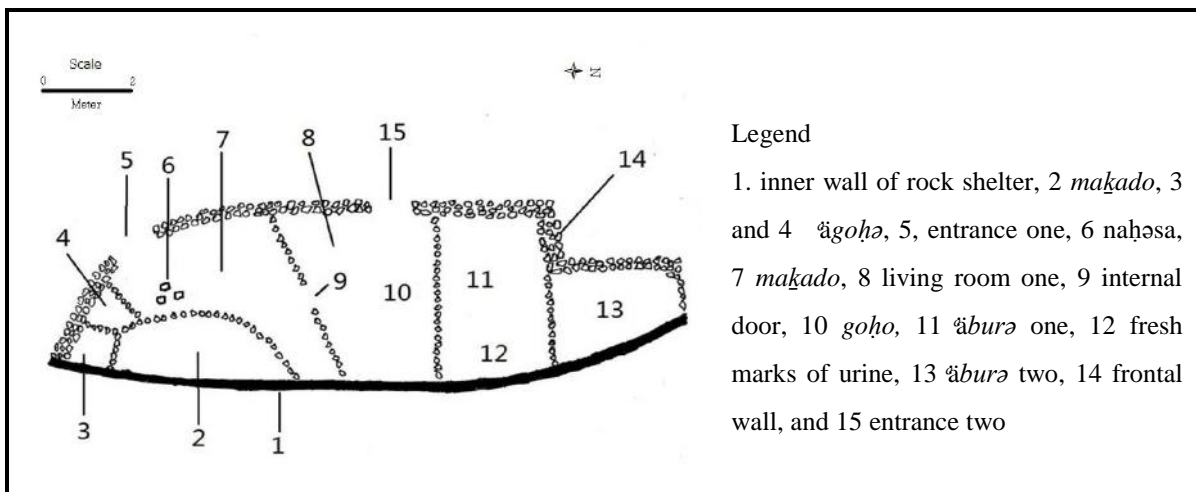 Scale
0 2
Meter
N
15
7 8
5 6 14
4
9
10 11
13
12
3 2 1
Legend
1. inner wall of rock shelter, 2 maḵado, 3
and 4 ʿägoḥə, 5, entrance one, 6 naḥəsa,
7 maḵado, 8 living room one, 9 internal
door, 10 goḥo, 11 ʿäburə one, 12 fresh
marks of urine, 13 ʿäburə two, 14 frontal
wall, and 15 entrance two